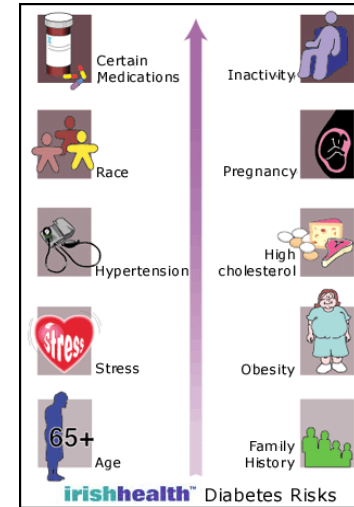 Certain
Medications
Inactivity
Race
Pregnancy
Hypertension
High
cholesterol
stress
Stress
Obesity
65+
Age
Family
History
irishhealth™ Diabetes Risks